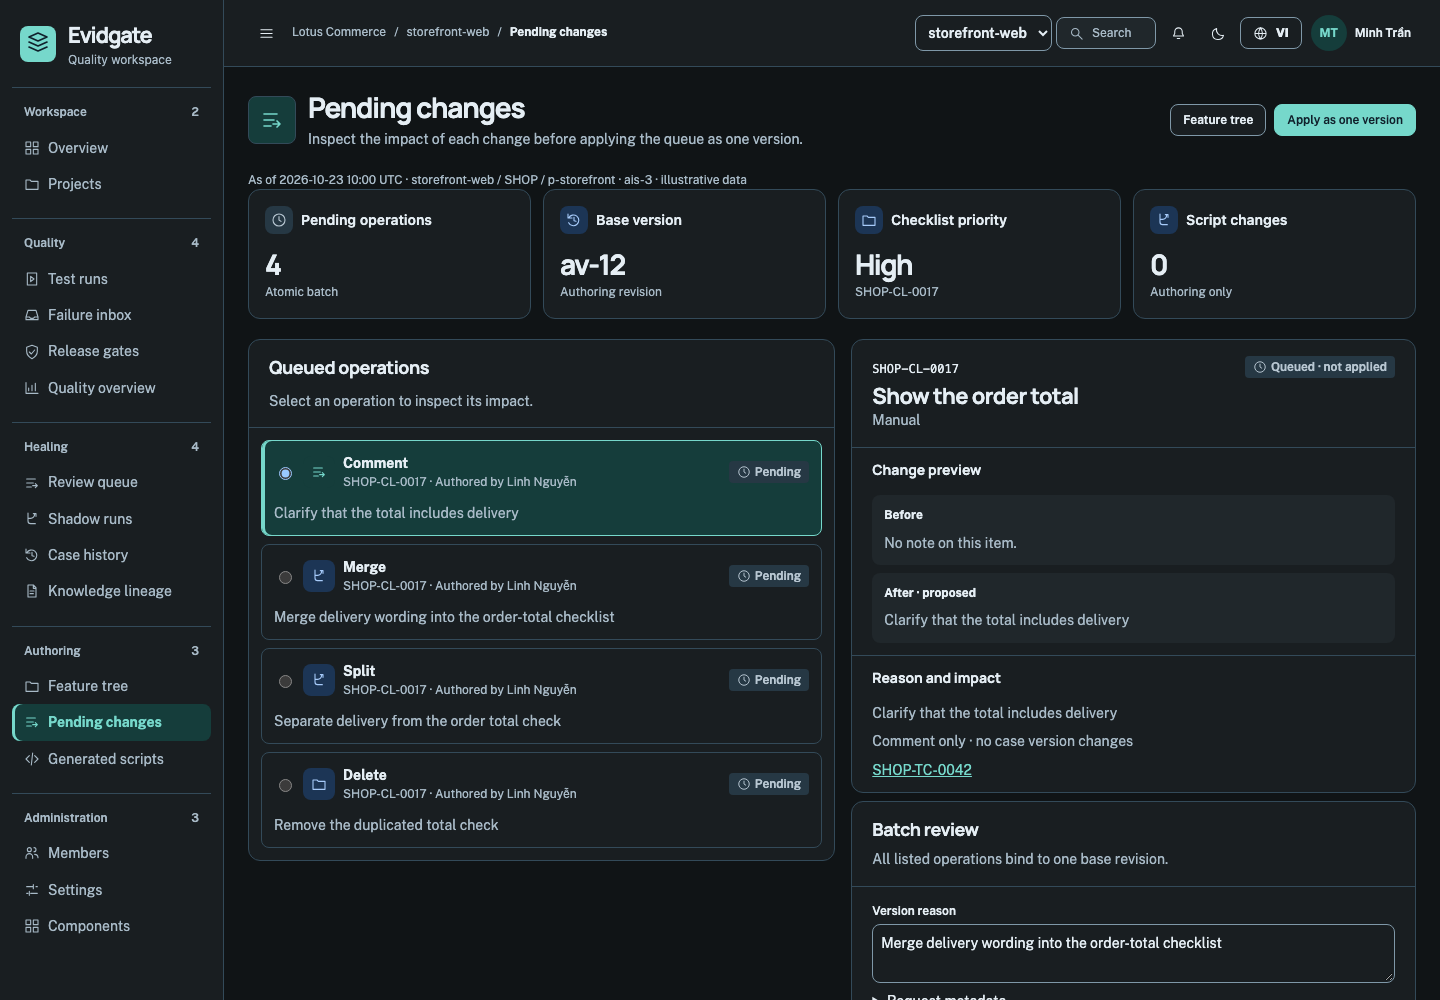 Evidgate
Quality workspace
Workspace 2
Overview
Projects
Quality 4
Test runs
Failure inbox
Release gates
Quality overview
Healing 4
Review queue
Shadow runs
Case history
Knowledge lineage
Authoring 3
Feature tree
Pending changes
Generated scripts
Administration 3
Members
Settings
Components
Lotus Commerce / storefront-web / Pending changes
storefront-web
Search
VI
MT
Minh Trần
Pending changes
Inspect the impact of each change before applying the queue as one version.
Feature tree
Apply as one version
As of 2026-10-23 10:00 UTC · storefront-web / SHOP / p-storefront · ais-3 · illustrative data
Pending operations
4
Atomic batch
Base version
av-12
Authoring revision
Checklist priority
High
SHOP-CL-0017
Script changes
0
Authoring only
Queued operations
Select an operation to inspect its impact.
Comment
SHOP-CL-0017 · Authored by Linh Nguyễn
Pending
Clarify that the total includes delivery
Merge
SHOP-CL-0017 · Authored by Linh Nguyễn
Pending
Merge delivery wording into the order-total checklist
Split
SHOP-CL-0017 · Authored by Linh Nguyễn
Pending
Separate delivery from the order total check
Delete
SHOP-CL-0017 · Authored by Linh Nguyễn
Pending
Remove the duplicated total check
SHOP-CL-0017
Queued · not applied
Show the order total
Manual
Change preview
Before
No note on this item.
After · proposed
Clarify that the total includes delivery
Reason and impact
Clarify that the total includes delivery
Comment only · no case version changes
SHOP-TC-0042
Batch review
All listed operations bind to one base revision.
Version reason
Merge delivery wording into the order-total checklist
Request metadata